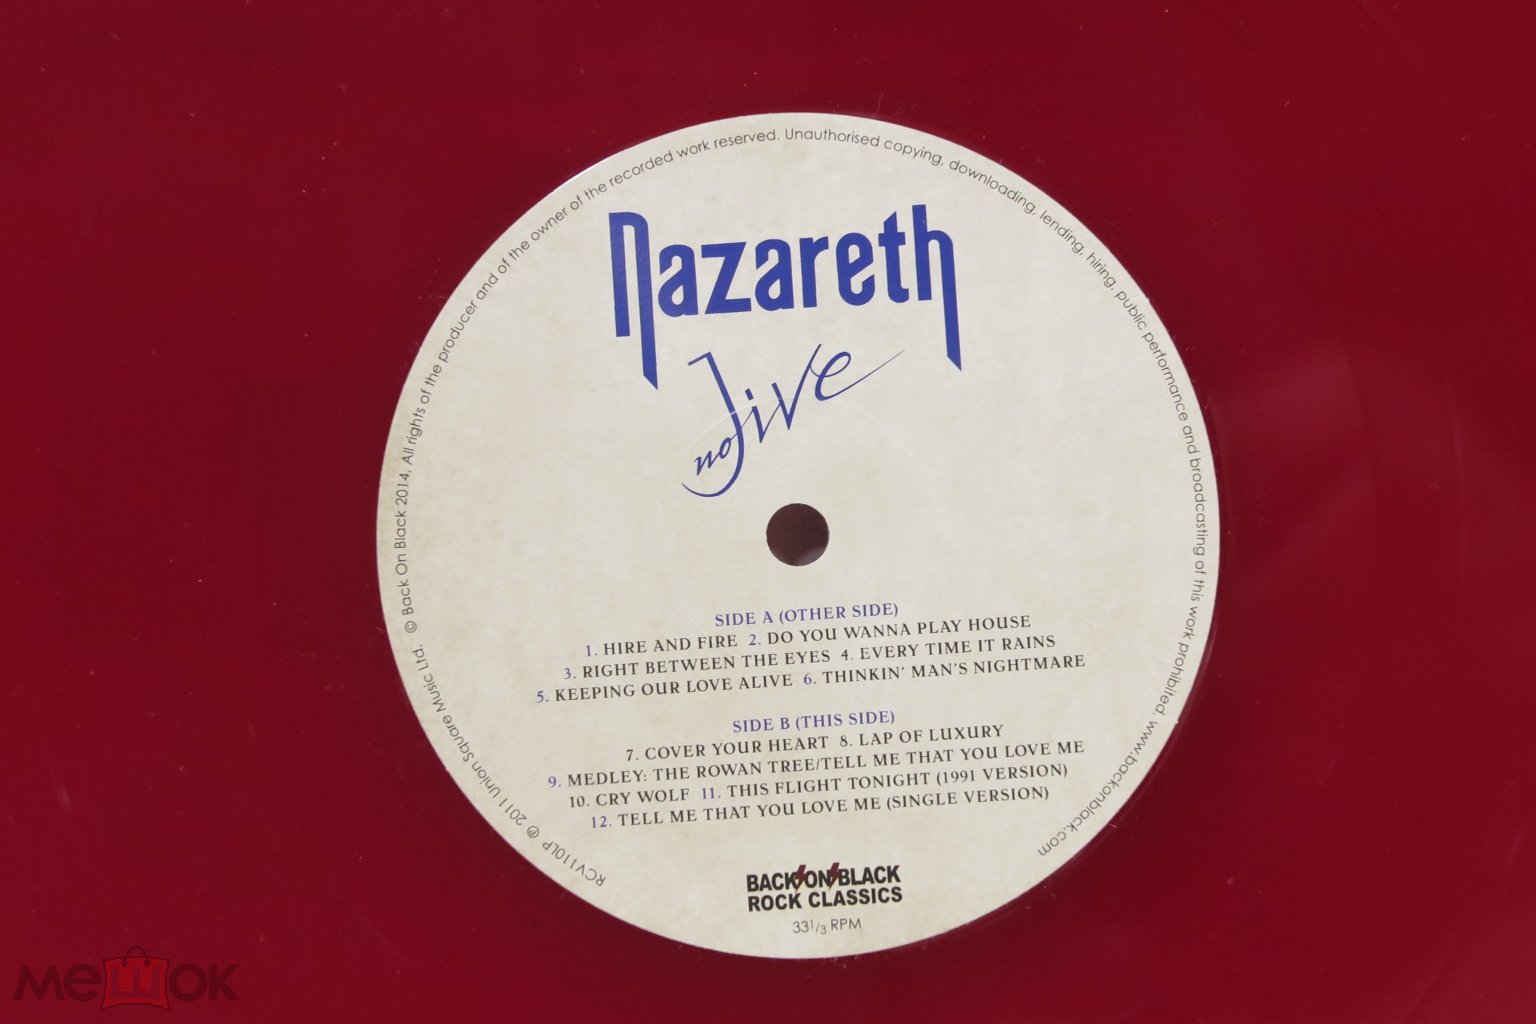 RCV110LP ℗ 2011 Union Square Music Ltd. © Back On Black 2014. All rights of the producer and of the owner of the recorded work reserved. Unauthorised copying, downloading, lending, hiring, public performance and broadcasting of this work prohibited. www.backonblack.com
Nazareth
no Jive
SIDE A (OTHER SIDE)
1. HIRE AND FIRE 2. DO YOU WANNA PLAY HOUSE
3. RIGHT BETWEEN THE EYES 4. EVERY TIME IT RAINS
5. KEEPING OUR LOVE ALIVE 6. THINKIN' MAN'S NIGHTMARE
SIDE B (THIS SIDE)
7. COVER YOUR HEART 8. LAP OF LUXURY
9. MEDLEY: THE ROWAN TREE/TELL ME THAT YOU LOVE ME
10. CRY WOLF 11. THIS FLIGHT TONIGHT (1991 VERSION)
12. TELL ME THAT YOU LOVE ME (SINGLE VERSION)
BACK ON BLACK
ROCK CLASSICS
33 1/3 RPM
мешок